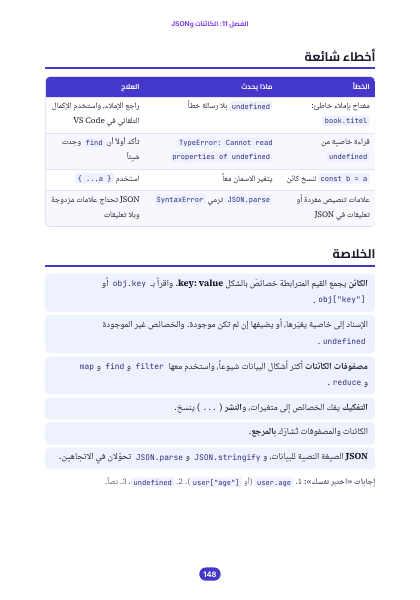 الفصل 11: الكائنات وJSON
أخطاء شائعة
الخطأ ماذا يحدث العلاج
مفتاح بإملاء خاطئ: undefined بلا رسالة خطأ راجع الإملاء، واستخدم الإكمال
book.titel التلقائي في VS Code
قراءة خاصية من TypeError: Cannot read تأكد أولاً أن find وجدت
undefined properties of undefined شيئاً
const b = a لنسخ كائن يتغير الاسمان معاً استخدم { ...a }
علامات تنصيص مفردة أو JSON.parse ترمي SyntaxError JSON تحتاج علامات مزدوجة
تعليقات في JSON وبلا تعليقات
الخلاصة
الكائن يجمع القيم المترابطة خصائصَ بالشكل key: value. واقرأ بـ obj.key أو
obj["key"].
الإسناد إلى خاصية يغيّرها، أو يضيفها إن لم تكن موجودة. والخصائص غير الموجودة
undefined.
مصفوفات الكائنات أكثر أشكال البيانات شيوعاً، واستخدم معها filter و find و map
و reduce.
التفكيك يفك الخصائص إلى متغيرات، والنشر (...) ينسخ.
الكائنات والمصفوفات تُشارَك بالمرجع.
JSON الصيغة النصية للبيانات، و JSON.stringify و JSON.parse تحوّلان في الاتجاهين.
إجابات «اختبر نفسك»: 1. user.age (أو user["age"]). 2. undefined. 3. نصاً.
148